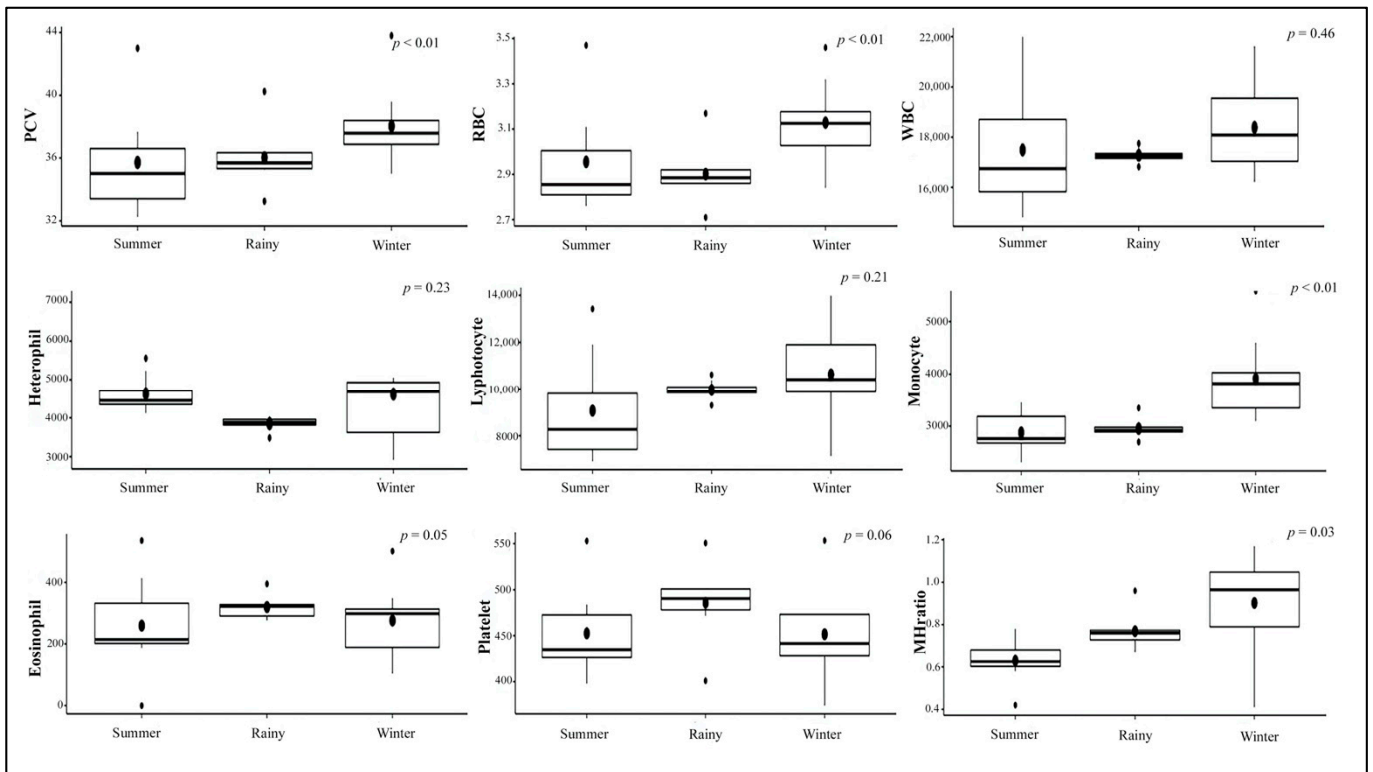 PCV
44
40
36
32
p < 0.01
Summer Rainy Winter
RBC
3.5
3.3
3.1
2.9
2.7
p < 0.01
Summer Rainy Winter
WBC
22,000
20,000
18,000
16,000
p = 0.46
Summer Rainy Winter
Heterophil
7000
6000
5000
4000
3000
p = 0.23
Summer Rainy Winter
Lyphotocyte
14,000
12,000
10,000
8000
p = 0.21
Summer Rainy Winter
Monocyte
5000
4000
3000
p < 0.01
Summer Rainy Winter
Eosinophil
400
200
0
p = 0.05
Summer Rainy Winter
Platelet
550
500
450
400
p = 0.06
Summer Rainy Winter
MHratio
1.2
1.0
0.8
0.6
0.4
p = 0.03
Summer Rainy Winter